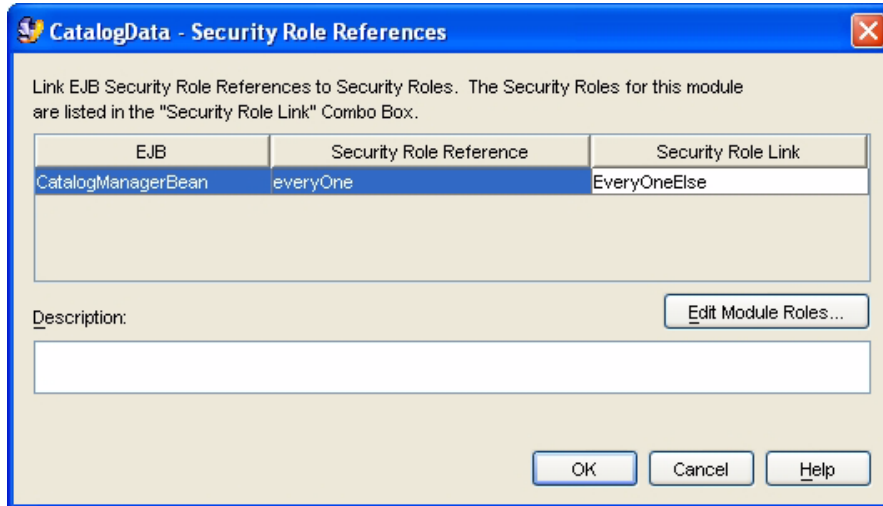 CatalogData - Security Role References
Link EJB Security Role References to Security Roles. The Security Roles for this module
are listed in the "Security Role Link" Combo Box.
EJB Security Role Reference Security Role Link
CatalogManagerBean everyOne EveryOneElse
Edit Module Roles...
Description:
OK Cancel Help